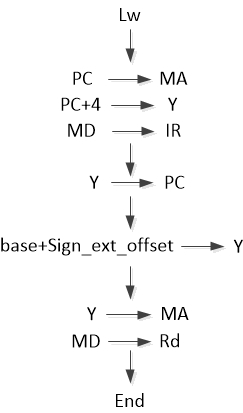 Lw
PC MA
PC+4 Y
MD IR
Y PC
base+Sign_ext_offset Y
Y MA
MD Rd
End